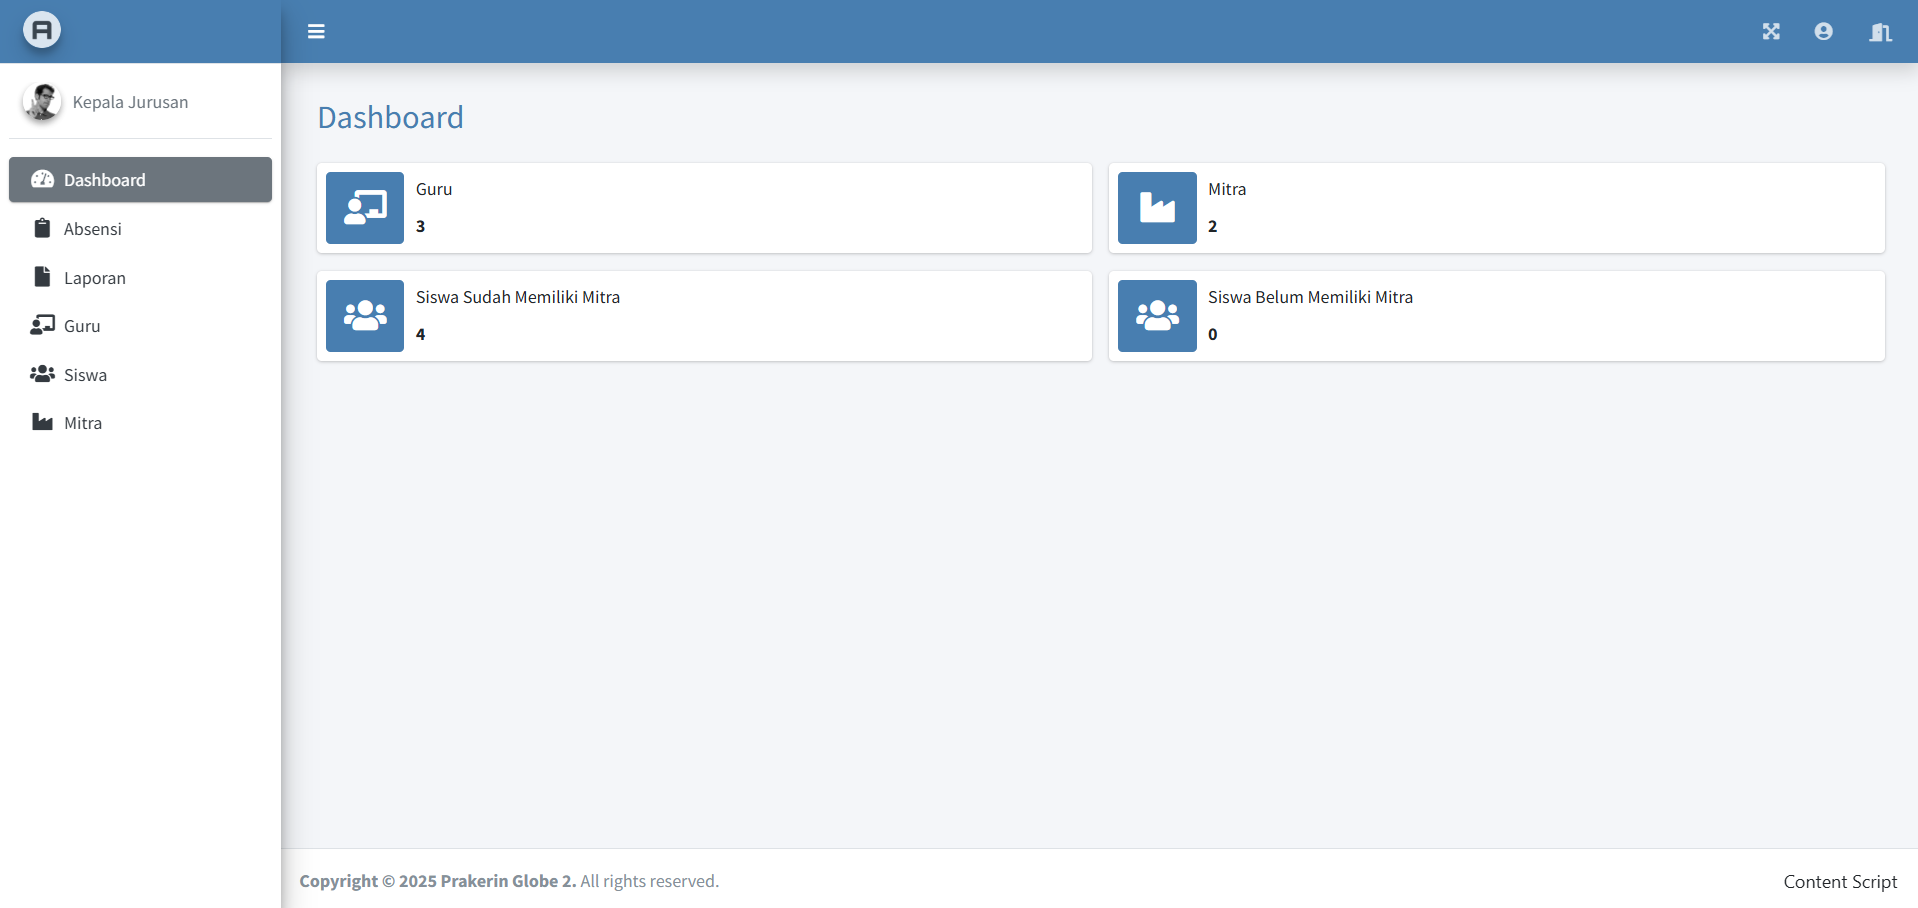 A
Kepala Jurusan
Dashboard
Absensi
Laporan
Guru
Siswa
Mitra
Dashboard
Guru
3
Mitra
2
Siswa Sudah Memiliki Mitra
4
Siswa Belum Memiliki Mitra
0
Copyright © 2025 Prakerin Globe 2. All rights reserved.
Content Script